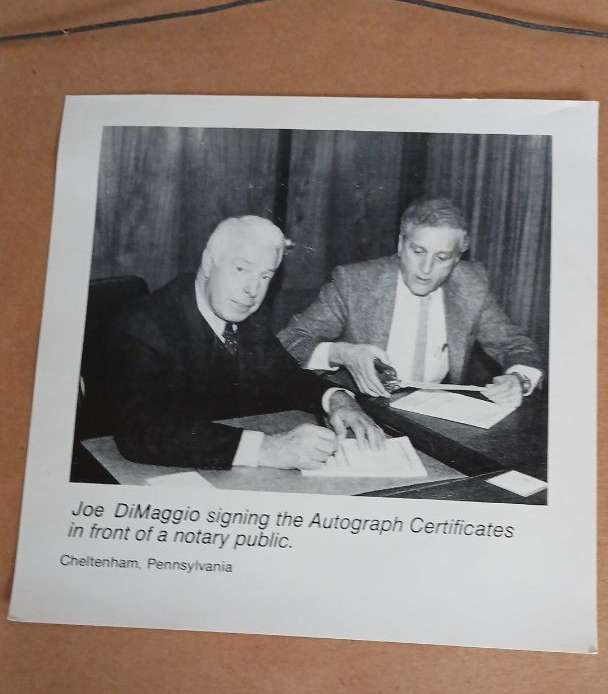 Joe DiMaggio signing the Autograph Certificates
in front of a notary public.
Cheltenham, Pennsylvania